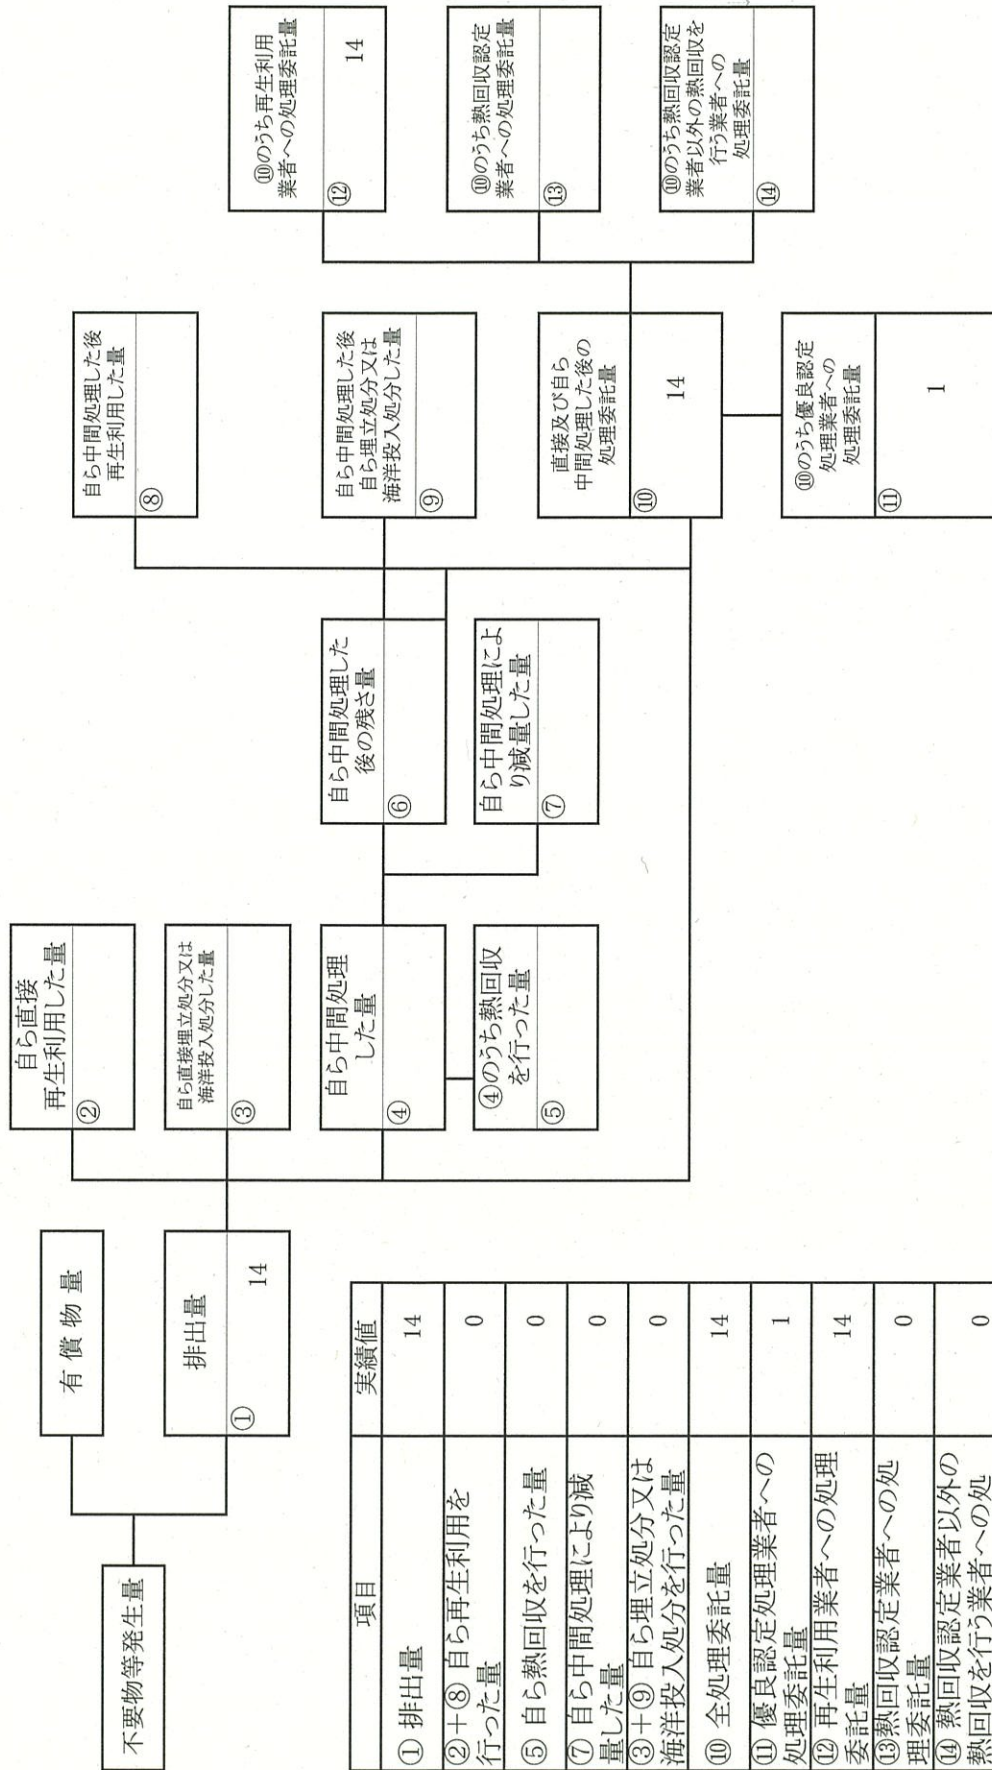 不要物等発生量
有償物量
排出量
①
14
自ら直接
再生利用した量
②
自ら直接埋立処分又は
海洋投入処分した量
③
自ら中間処理
した量
④
④のうち熱回収
を行った量
⑤
自ら中間処理した
後の残さ量
⑥
自ら中間処理によ
り減量した量
⑦
自ら中間処理した後
再生利用した量
⑧
自ら中間処理した後
自ら埋立処分又は
海洋投入処分した量
⑨
直接及び自ら
中間処理した後の
処理委託量
⑩
14
⑩のうち優良認定
処理業者への
処理委託量
⑪
1
⑩のうち再生利用
業者への処理委託量
⑫
14
⑩のうち熱回収認定
業者への処理委託量
⑬
⑩のうち熱回収認定
業者以外の熱回収を
行う業者への
処理委託量
⑭
項目 実績値
① 排出量 14
②+⑧ 自ら再生利用を
行った量 0
⑤ 自ら熱回収を行った量 0
⑦ 自ら中間処理により減
量した量 0
③+⑨ 自ら埋立処分又は
海洋投入処分を行った量 0
⑩ 全処理委託量 14
⑪ 優良認定処理業者への
処理委託量 1
⑫ 再生利用業者への処理
委託量 14
⑬熱回収認定業者への処
理委託量 0
⑭ 熱回収認定業者以外の
熱回収を行う業者への処 0